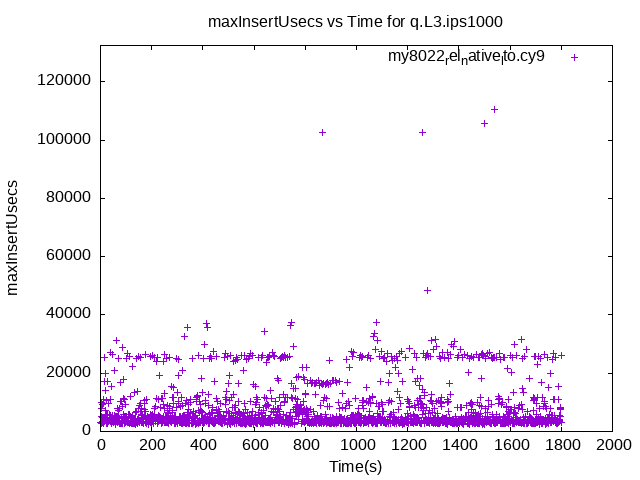 maxInsertUsecs vs Time for q.L3.ips1000
my8022relnativelto.cy9
120000
100000
80000
60000
40000
20000
0
maxInsertUsecs
0 200 400 600 800 1000 1200 1400 1600 1800 2000
Time(s)